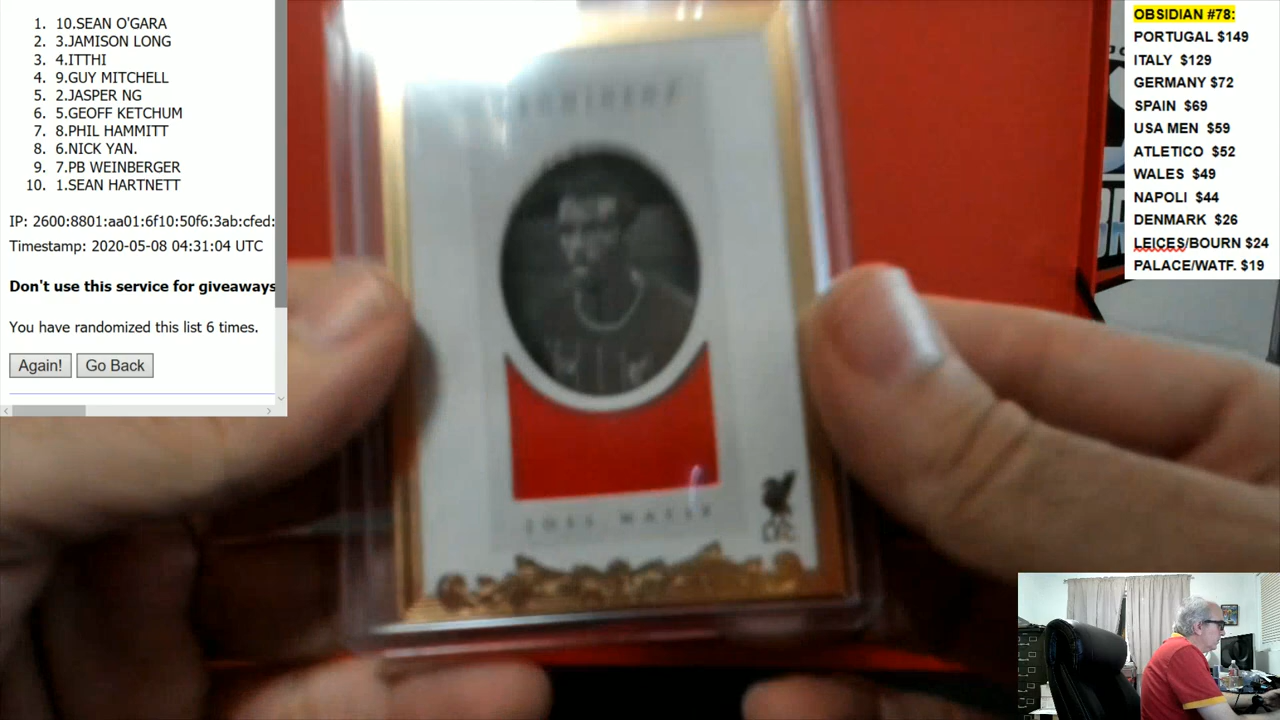 1. 10.SEAN O'GARA
2. 3.JAMISON LONG
3. 4.ITTHI
4. 9.GUY MITCHELL
5. 2.JASPER NG
6. 5.GEOFF KETCHUM
7. 8.PHIL HAMMITT
8. 6.NICK YAN.
9. 7.PB WEINBERGER
10. 1.SEAN HARTNETT
IP: 2600:8801:aa01:6f10:50f6:3ab:cfed:
Timestamp: 2020-05-08 04:31:04 UTC
Don't use this service for giveaways
You have randomized this list 6 times.
Again! Go Back
OBSIDIAN #78:
PORTUGAL $149
ITALY $129
GERMANY $72
SPAIN $69
USA MEN $59
ATLETICO $52
WALES $49
NAPOLI $44
DENMARK $26
LEICES/BOURN $24
PALACE/WATF. $19
LFC